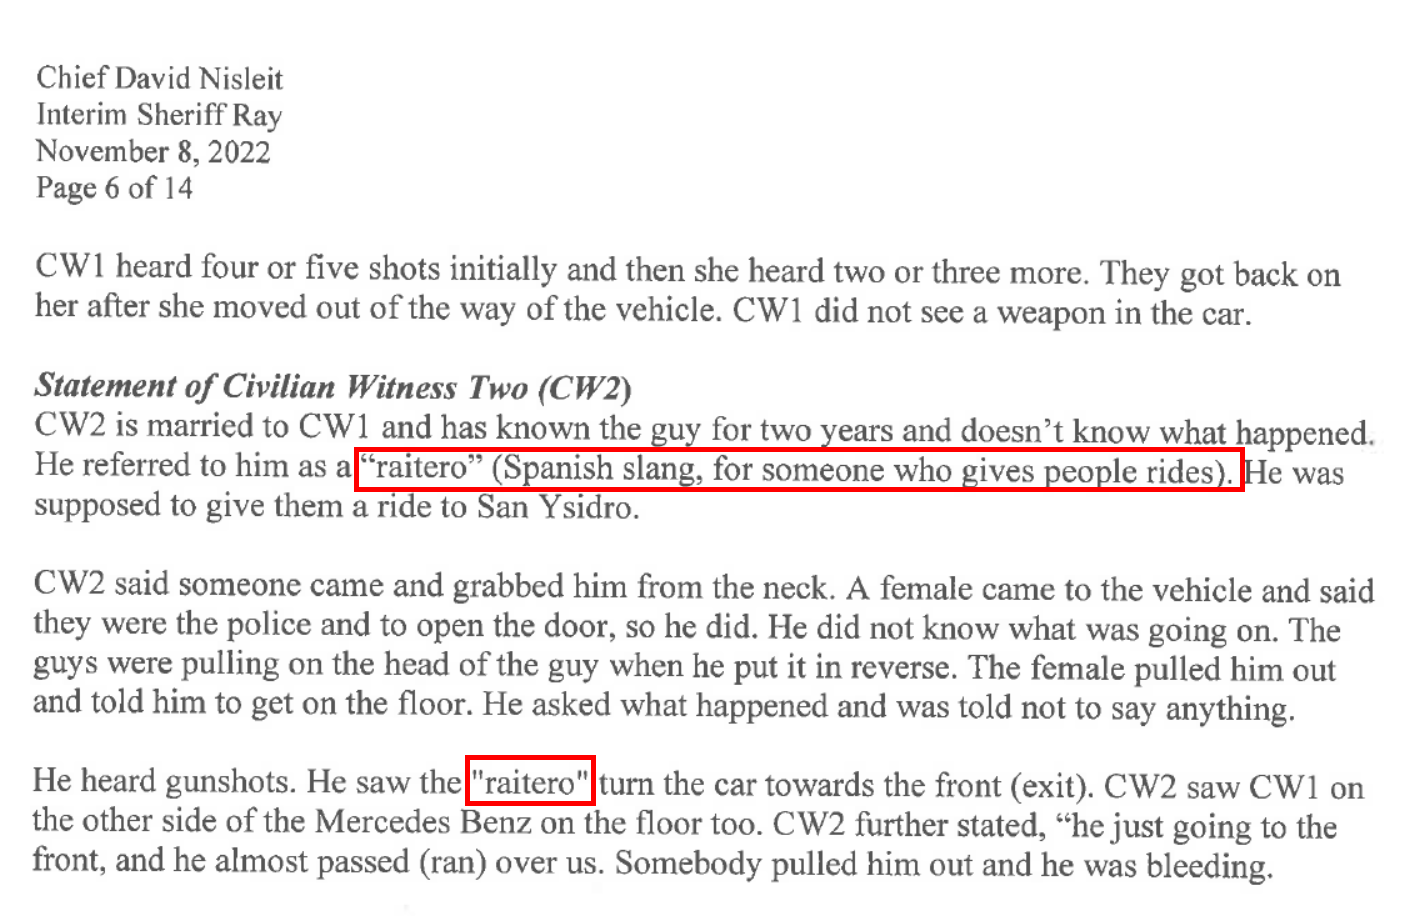 Chief David Nisleit
Interim Sheriff Ray
November 8, 2022
Page 6 of 14
CW1 heard four or five shots initially and then she heard two or three more. They got back on
her after she moved out of the way of the vehicle. CW1 did not see a weapon in the car.
Statement of Civilian Witness Two (CW2)
CW2 is married to CW1 and has known the guy for two years and doesn’t know what happened.
He referred to him as a “raitero” (Spanish slang, for someone who gives people rides). He was
supposed to give them a ride to San Ysidro.
CW2 said someone came and grabbed him from the neck. A female came to the vehicle and said
they were the police and to open the door, so he did. He did not know what was going on. The
guys were pulling on the head of the guy when he put it in reverse. The female pulled him out
and told him to get on the floor. He asked what happened and was told not to say anything.
He heard gunshots. He saw the "raitero" turn the car towards the front (exit). CW2 saw CW1 on
the other side of the Mercedes Benz on the floor too. CW2 further stated, “he just going to the
front, and he almost passed (ran) over us. Somebody pulled him out and he was bleeding.